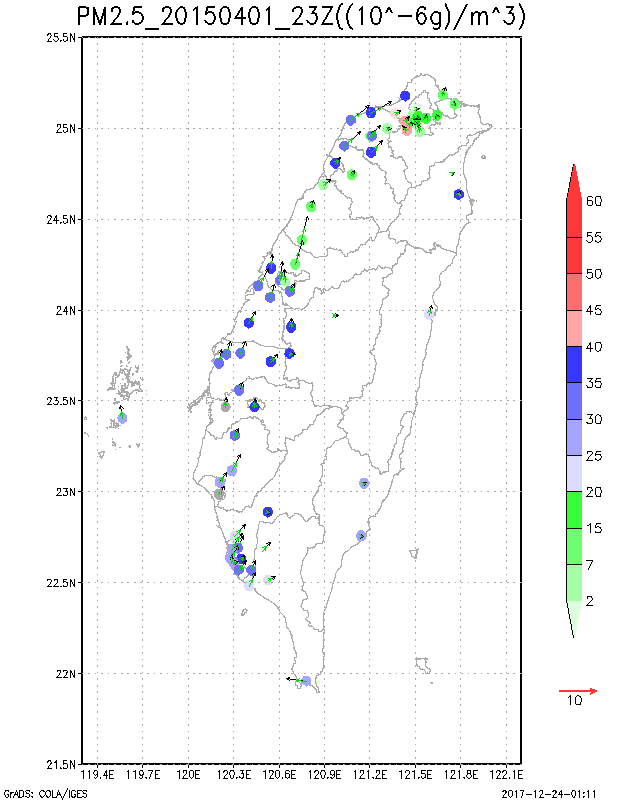 PM2.5_20150401_23Z((10^-6g)/m^3)
25.5N
25N
24.5N
24N
23.5N
23N
22.5N
22N
21.5N
119.4E 119.7E 120E 120.3E 120.6E 120.9E 121.2E 121.5E 121.8E 122.1E
60
55
50
45
40
35
30
25
20
15
7
2
10
GrADS: COLA/IGES
2017-12-24-01:11